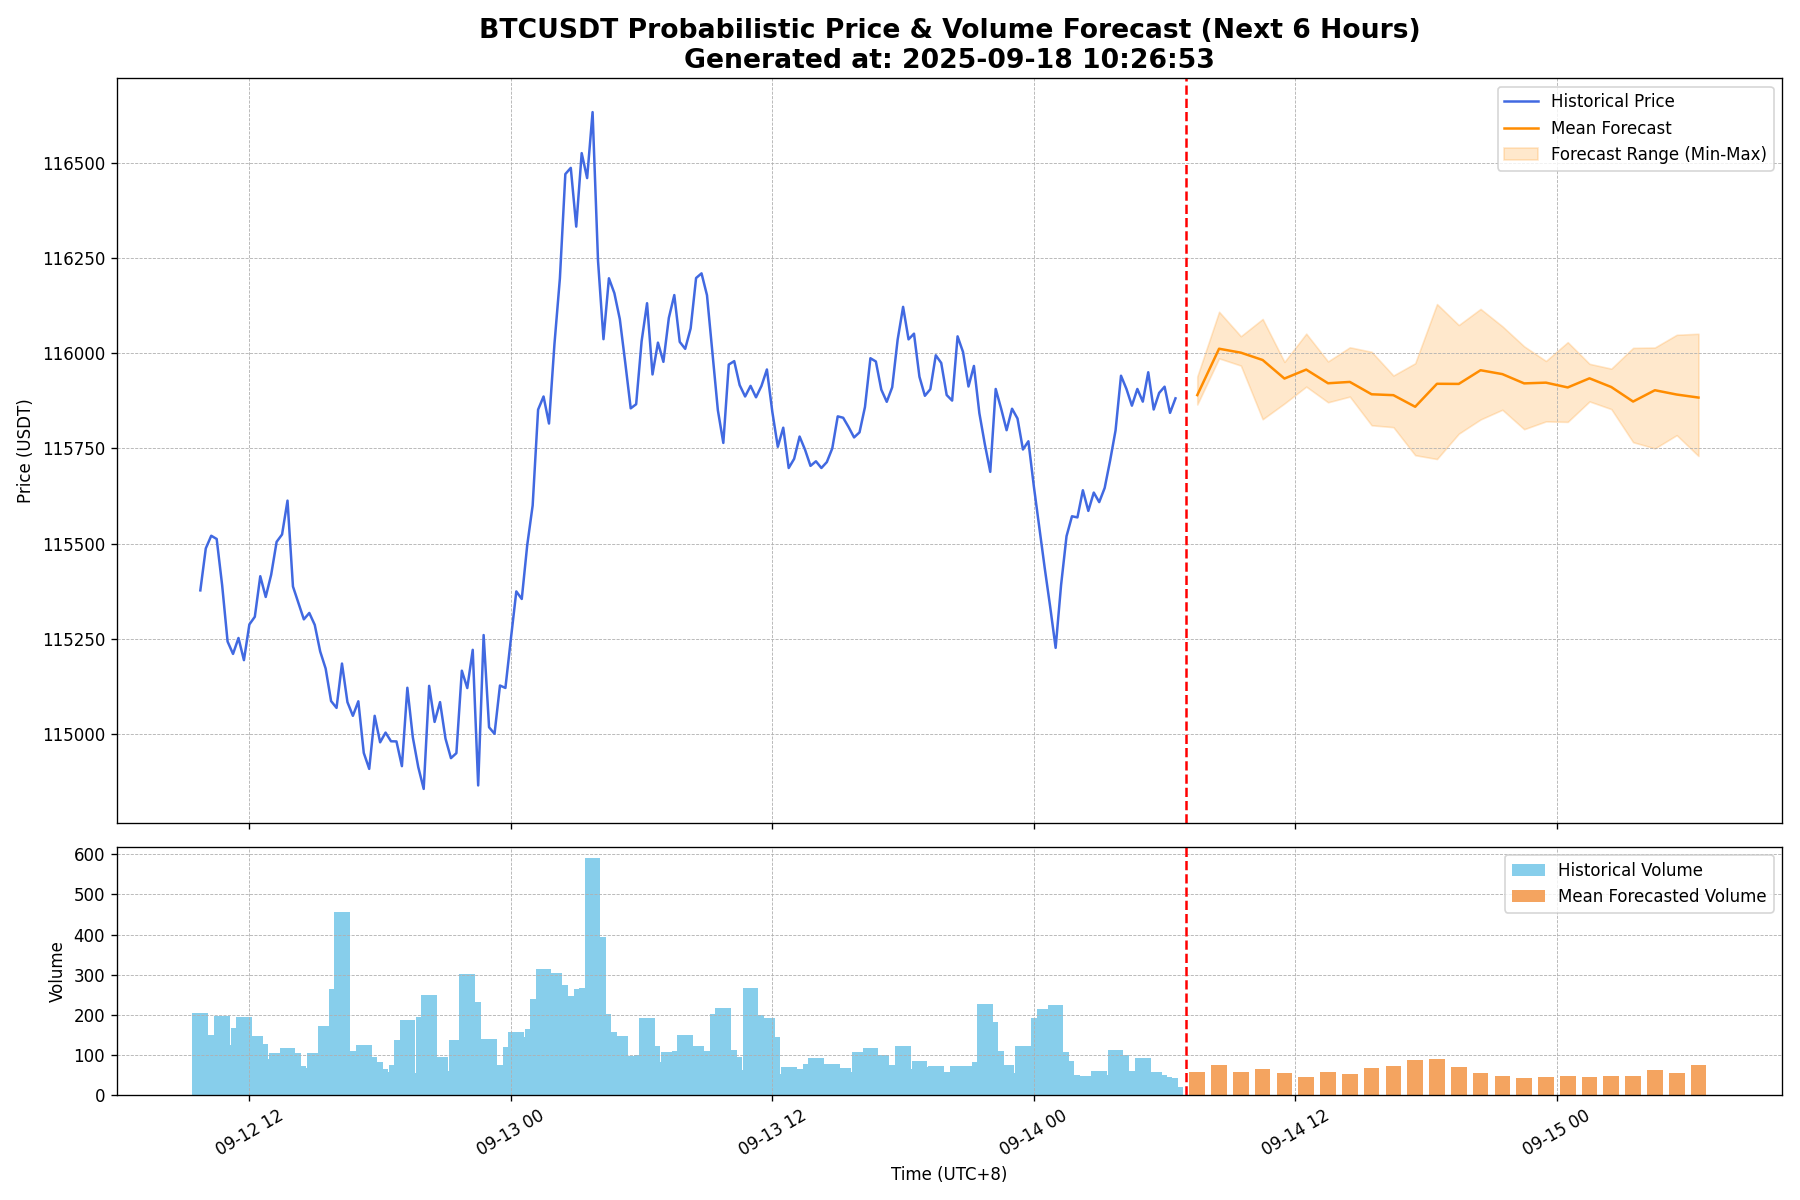 BTCUSDT Probabilistic Price & Volume Forecast (Next 6 Hours)
Generated at: 2025-09-18 10:26:53
Historical Price
Mean Forecast
Forecast Range (Min-Max)
Price (USDT)
116500
116250
116000
115750
115500
115250
115000
Historical Volume
Mean Forecasted Volume
Volume
600
500
400
300
200
100
0
09-12 12
09-13 00
09-13 12
09-14 00
09-14 12
09-15 00
Time (UTC+8)